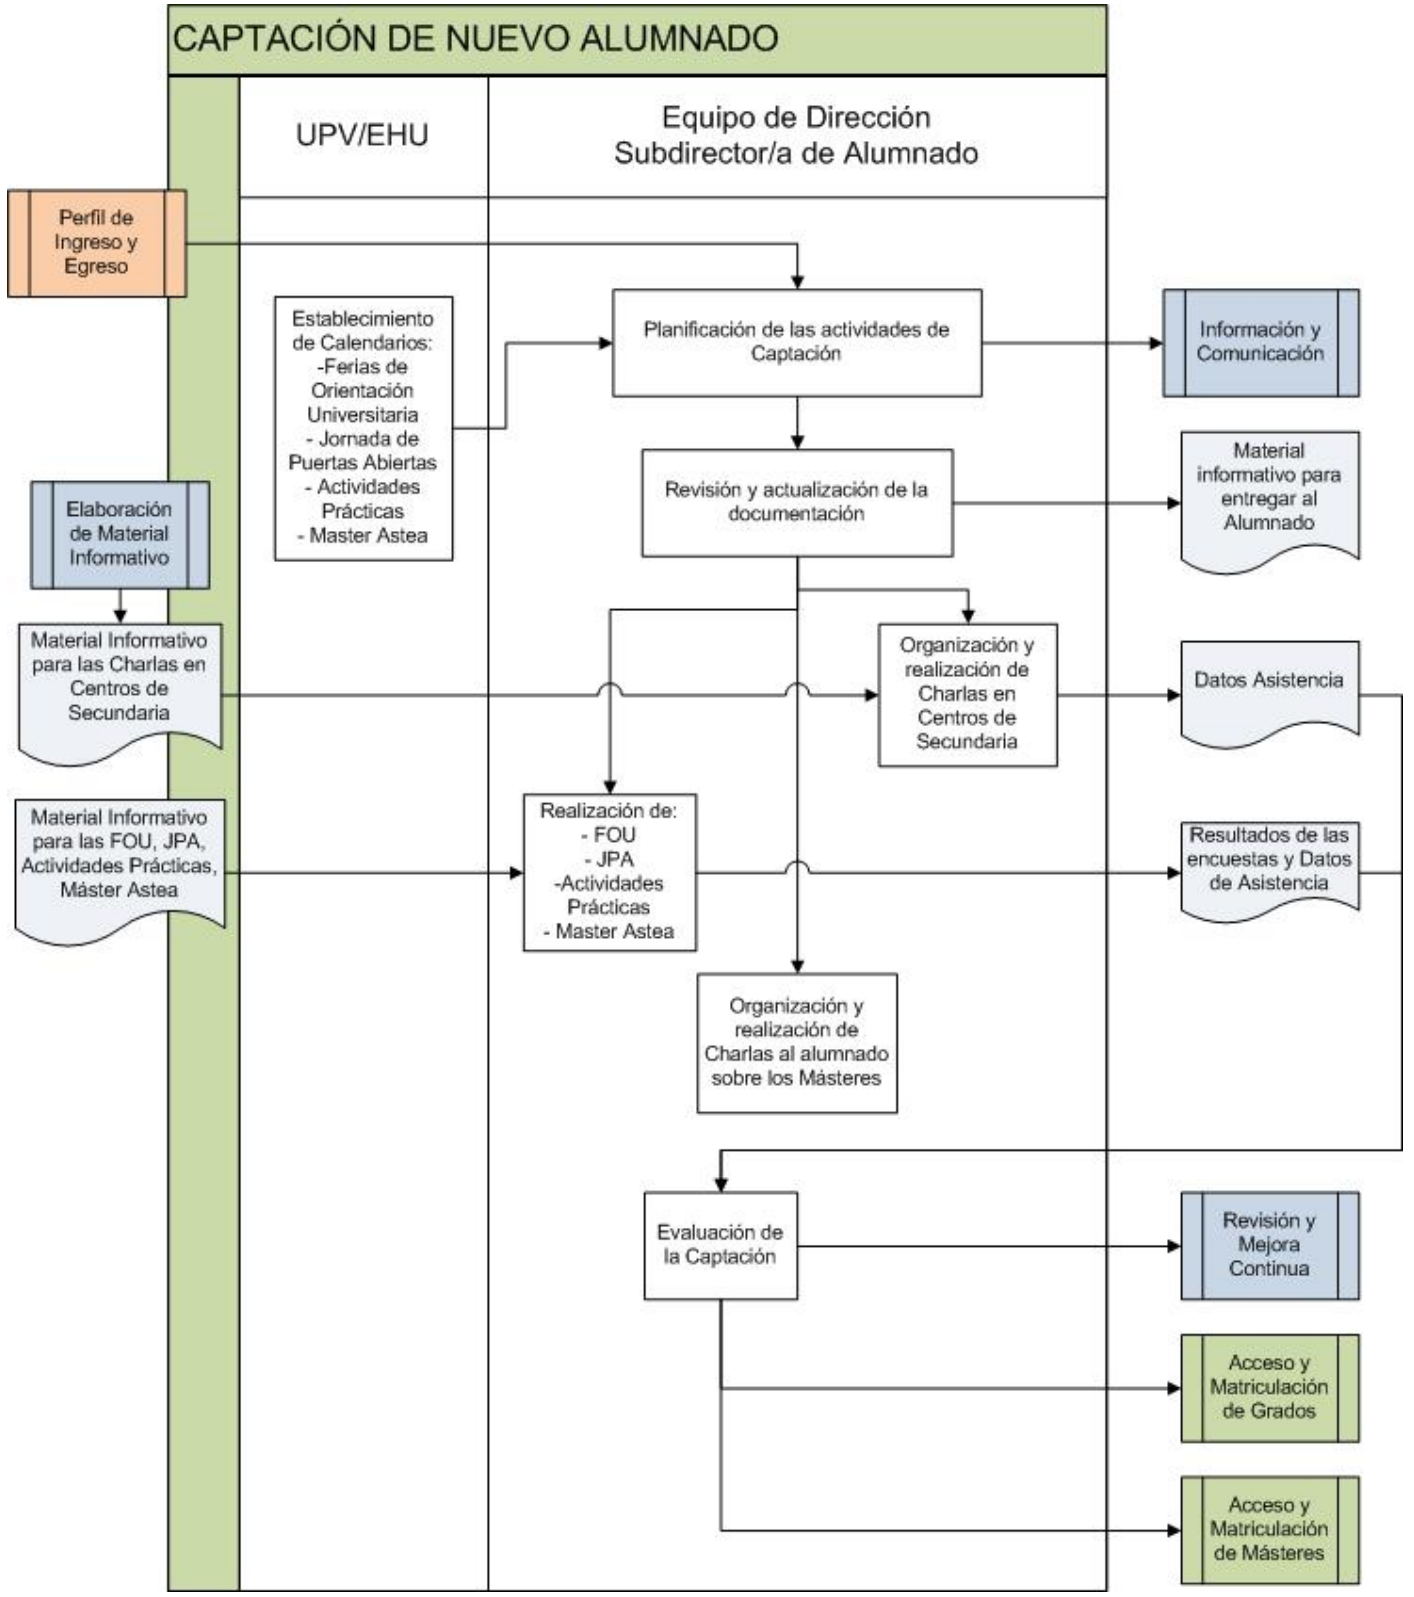 CAPTACIÓN DE NUEVO ALUMNADO
UPV/EHU
Equipo de Dirección
Subdirector/a de Alumnado
Perfil de
Ingreso y
Egreso
Establecimiento
de Calendarios:
-Ferias de
Orientación
Universitaria
- Jornada de
Puertas Abiertas
- Actividades
Prácticas
- Master Astea
Planificación de las actividades de
Captación
Información y
Comunicación
Revisión y actualización de la
documentación
Material
informativo para
entregar al
Alumnado
Elaboración
de Material
Informativo
Material Informativo
para las Charlas en
Centros de
Secundaria
Organización y
realización de
Charlas en
Centros de
Secundaria
Datos Asistencia
Material Informativo
para las FOU, JPA,
Actividades Prácticas,
Máster Astea
Realización de:
- FOU
- JPA
-Actividades
Prácticas
- Master Astea
Resultados de las
encuestas y Datos
de Asistencia
Organización y
realización de
Charlas al alumnado
sobre los Másteres
Evaluación de
la Captación
Revisión y
Mejora
Continua
Acceso y
Matriculación
de Grados
Acceso y
Matriculación
de Másteres